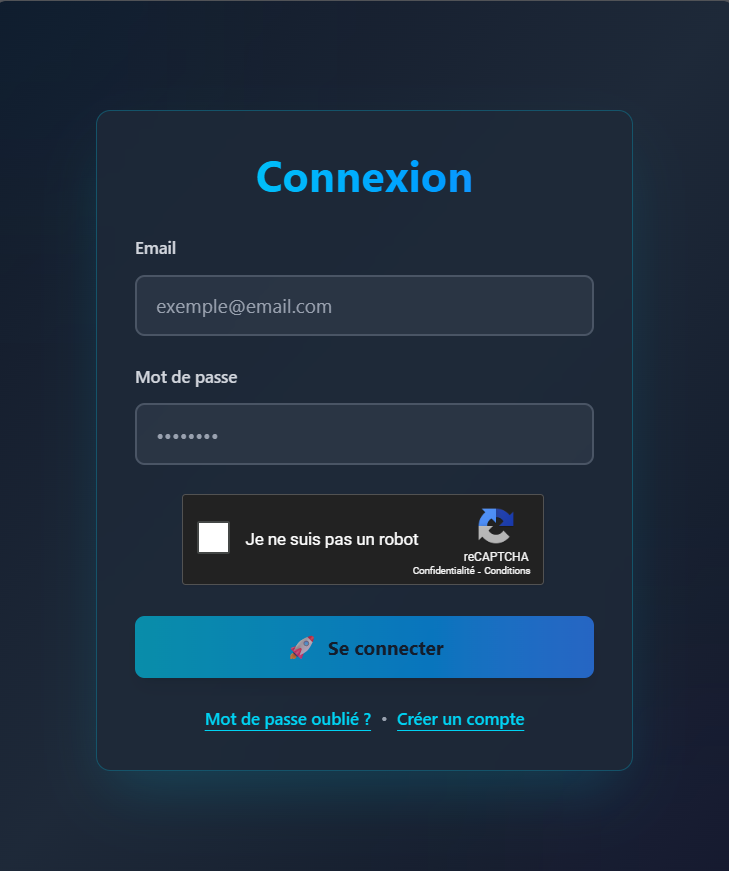 Connexion
Email
exemple@email.com
Mot de passe
••••••••
Je ne suis pas un robot
reCAPTCHA
Confidentialité - Conditions
🚀 Se connecter
Mot de passe oublié ? • Créer un compte